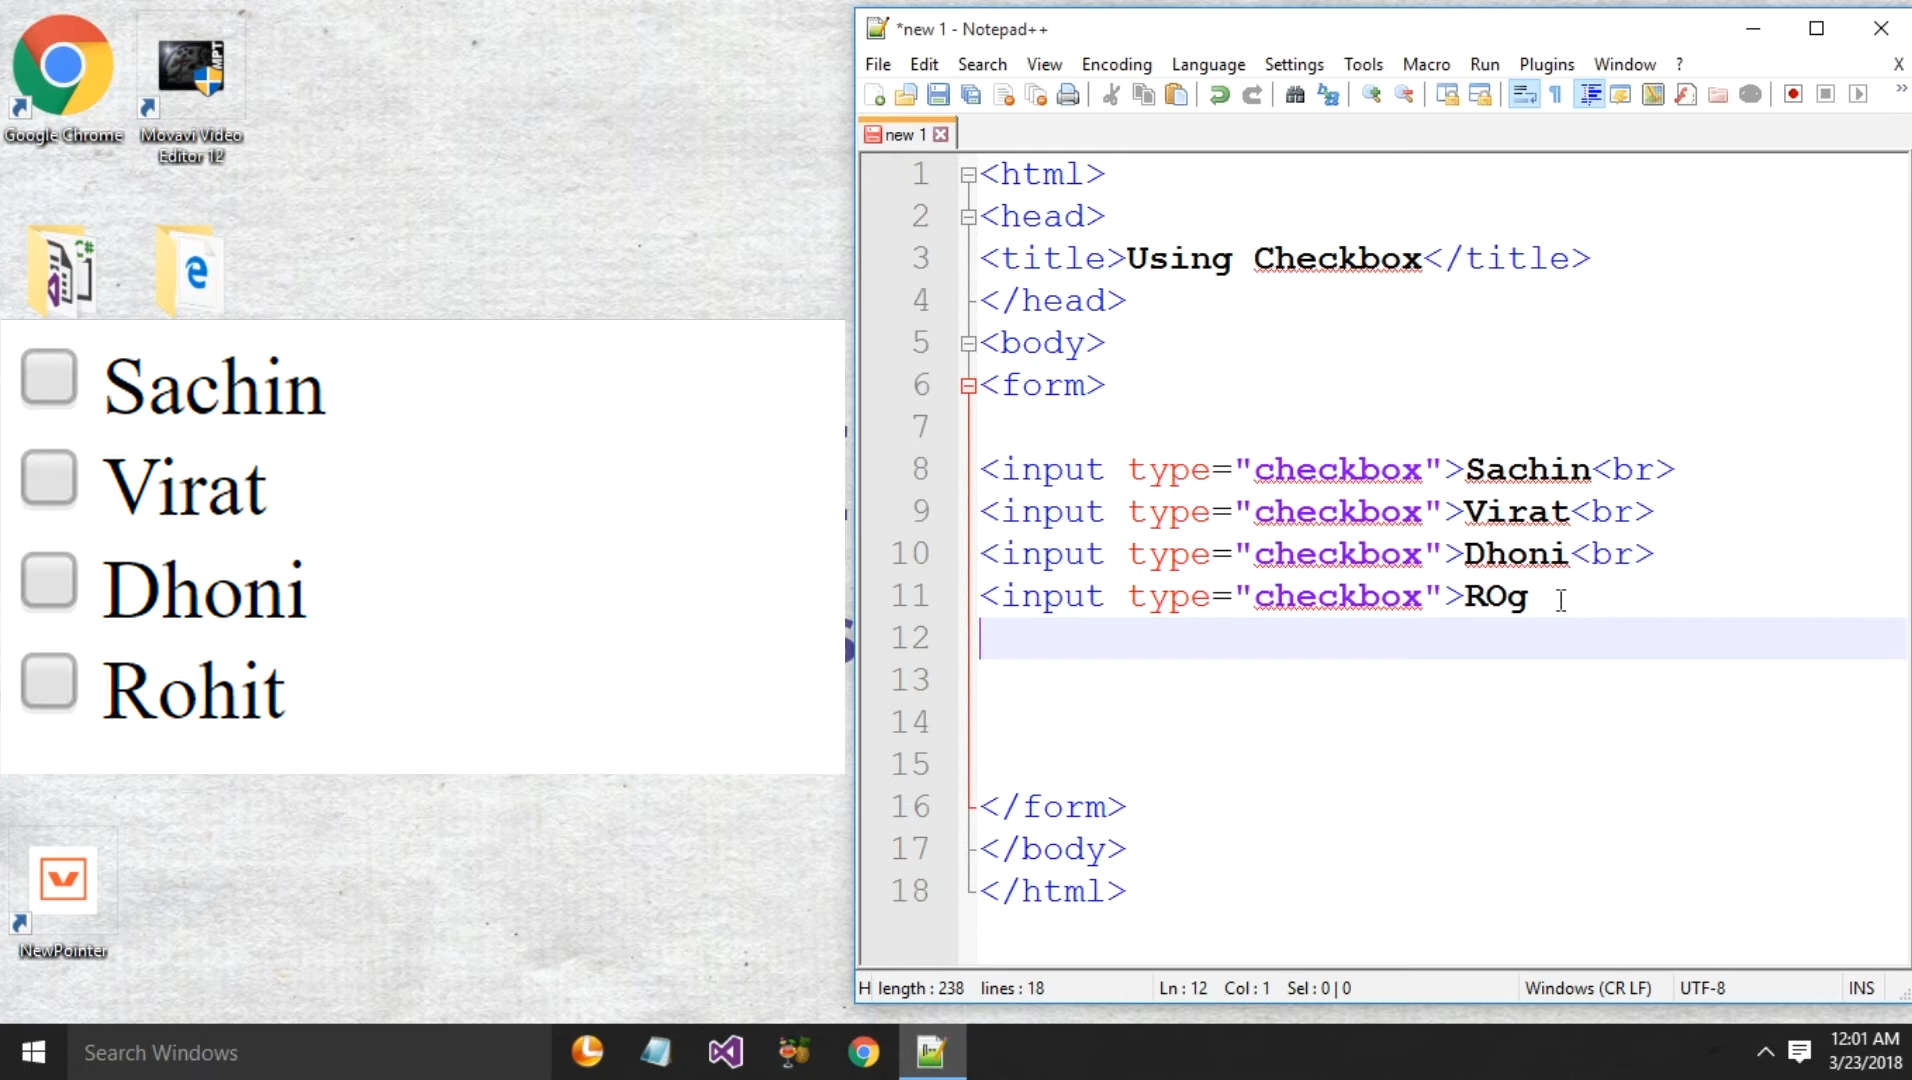 Google Chrome
Movavi Video
Editor 12
MPT
C#
Sachin
Virat
Dhoni
Rohit
NewPointer
*new 1 - Notepad++
File Edit Search View Encoding Language Settings Tools Macro Run Plugins Window ? X
new 1
1 <html>
2 <head>
3 <title>Using Checkbox</title>
4 </head>
5 <body>
6 <form>
7
8 <input type="checkbox">Sachin<br>
9 <input type="checkbox">Virat<br>
10 <input type="checkbox">Dhoni<br>
11 <input type="checkbox">ROg
12
13
14
15
16 </form>
17 </body>
18 </html>
H length : 238 lines : 18 Ln : 12 Col : 1 Sel : 0 | 0 Windows (CR LF) UTF-8 INS
Search Windows
12:01 AM
3/23/2018